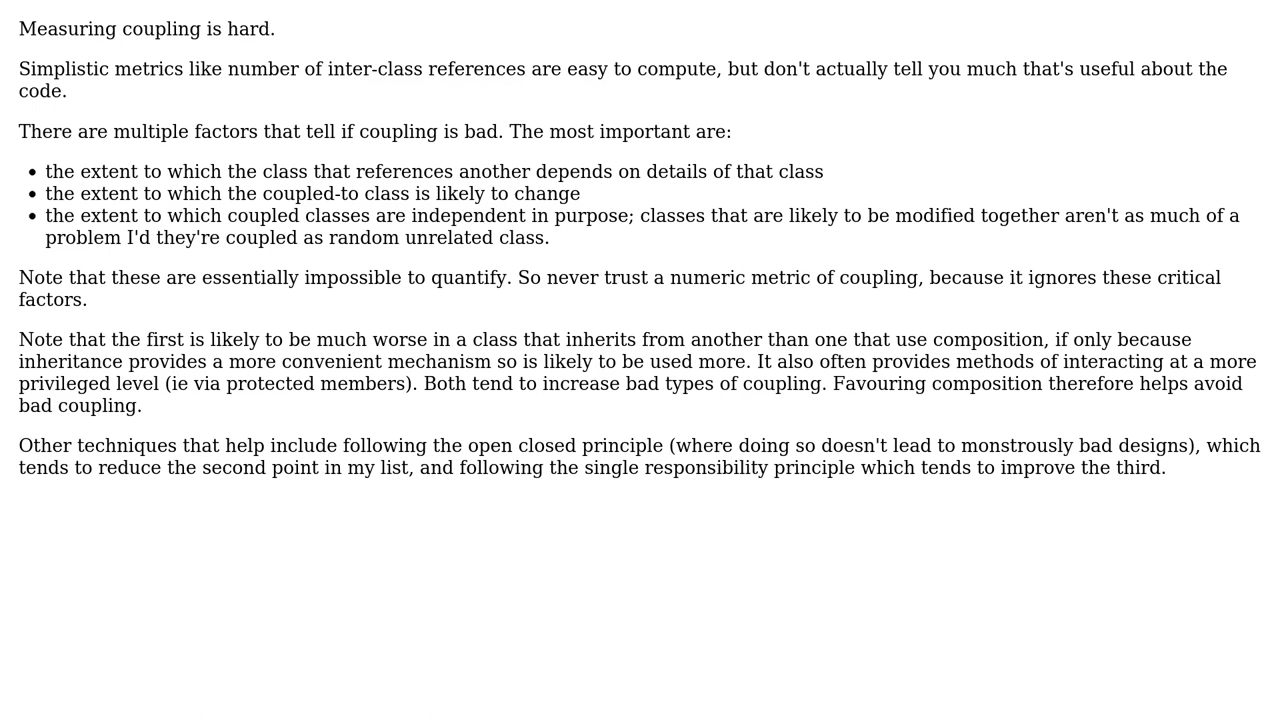 Measuring coupling is hard.
Simplistic metrics like number of inter-class references are easy to compute, but don't actually tell you much that's useful about the
code.
There are multiple factors that tell if coupling is bad. The most important are:
• the extent to which the class that references another depends on details of that class
• the extent to which the coupled-to class is likely to change
• the extent to which coupled classes are independent in purpose; classes that are likely to be modified together aren't as much of a
problem I'd they're coupled as random unrelated class.
Note that these are essentially impossible to quantify. So never trust a numeric metric of coupling, because it ignores these critical
factors.
Note that the first is likely to be much worse in a class that inherits from another than one that use composition, if only because
inheritance provides a more convenient mechanism so is likely to be used more. It also often provides methods of interacting at a more
privileged level (ie via protected members). Both tend to increase bad types of coupling. Favouring composition therefore helps avoid
bad coupling.
Other techniques that help include following the open closed principle (where doing so doesn't lead to monstrously bad designs), which
tends to reduce the second point in my list, and following the single responsibility principle which tends to improve the third.